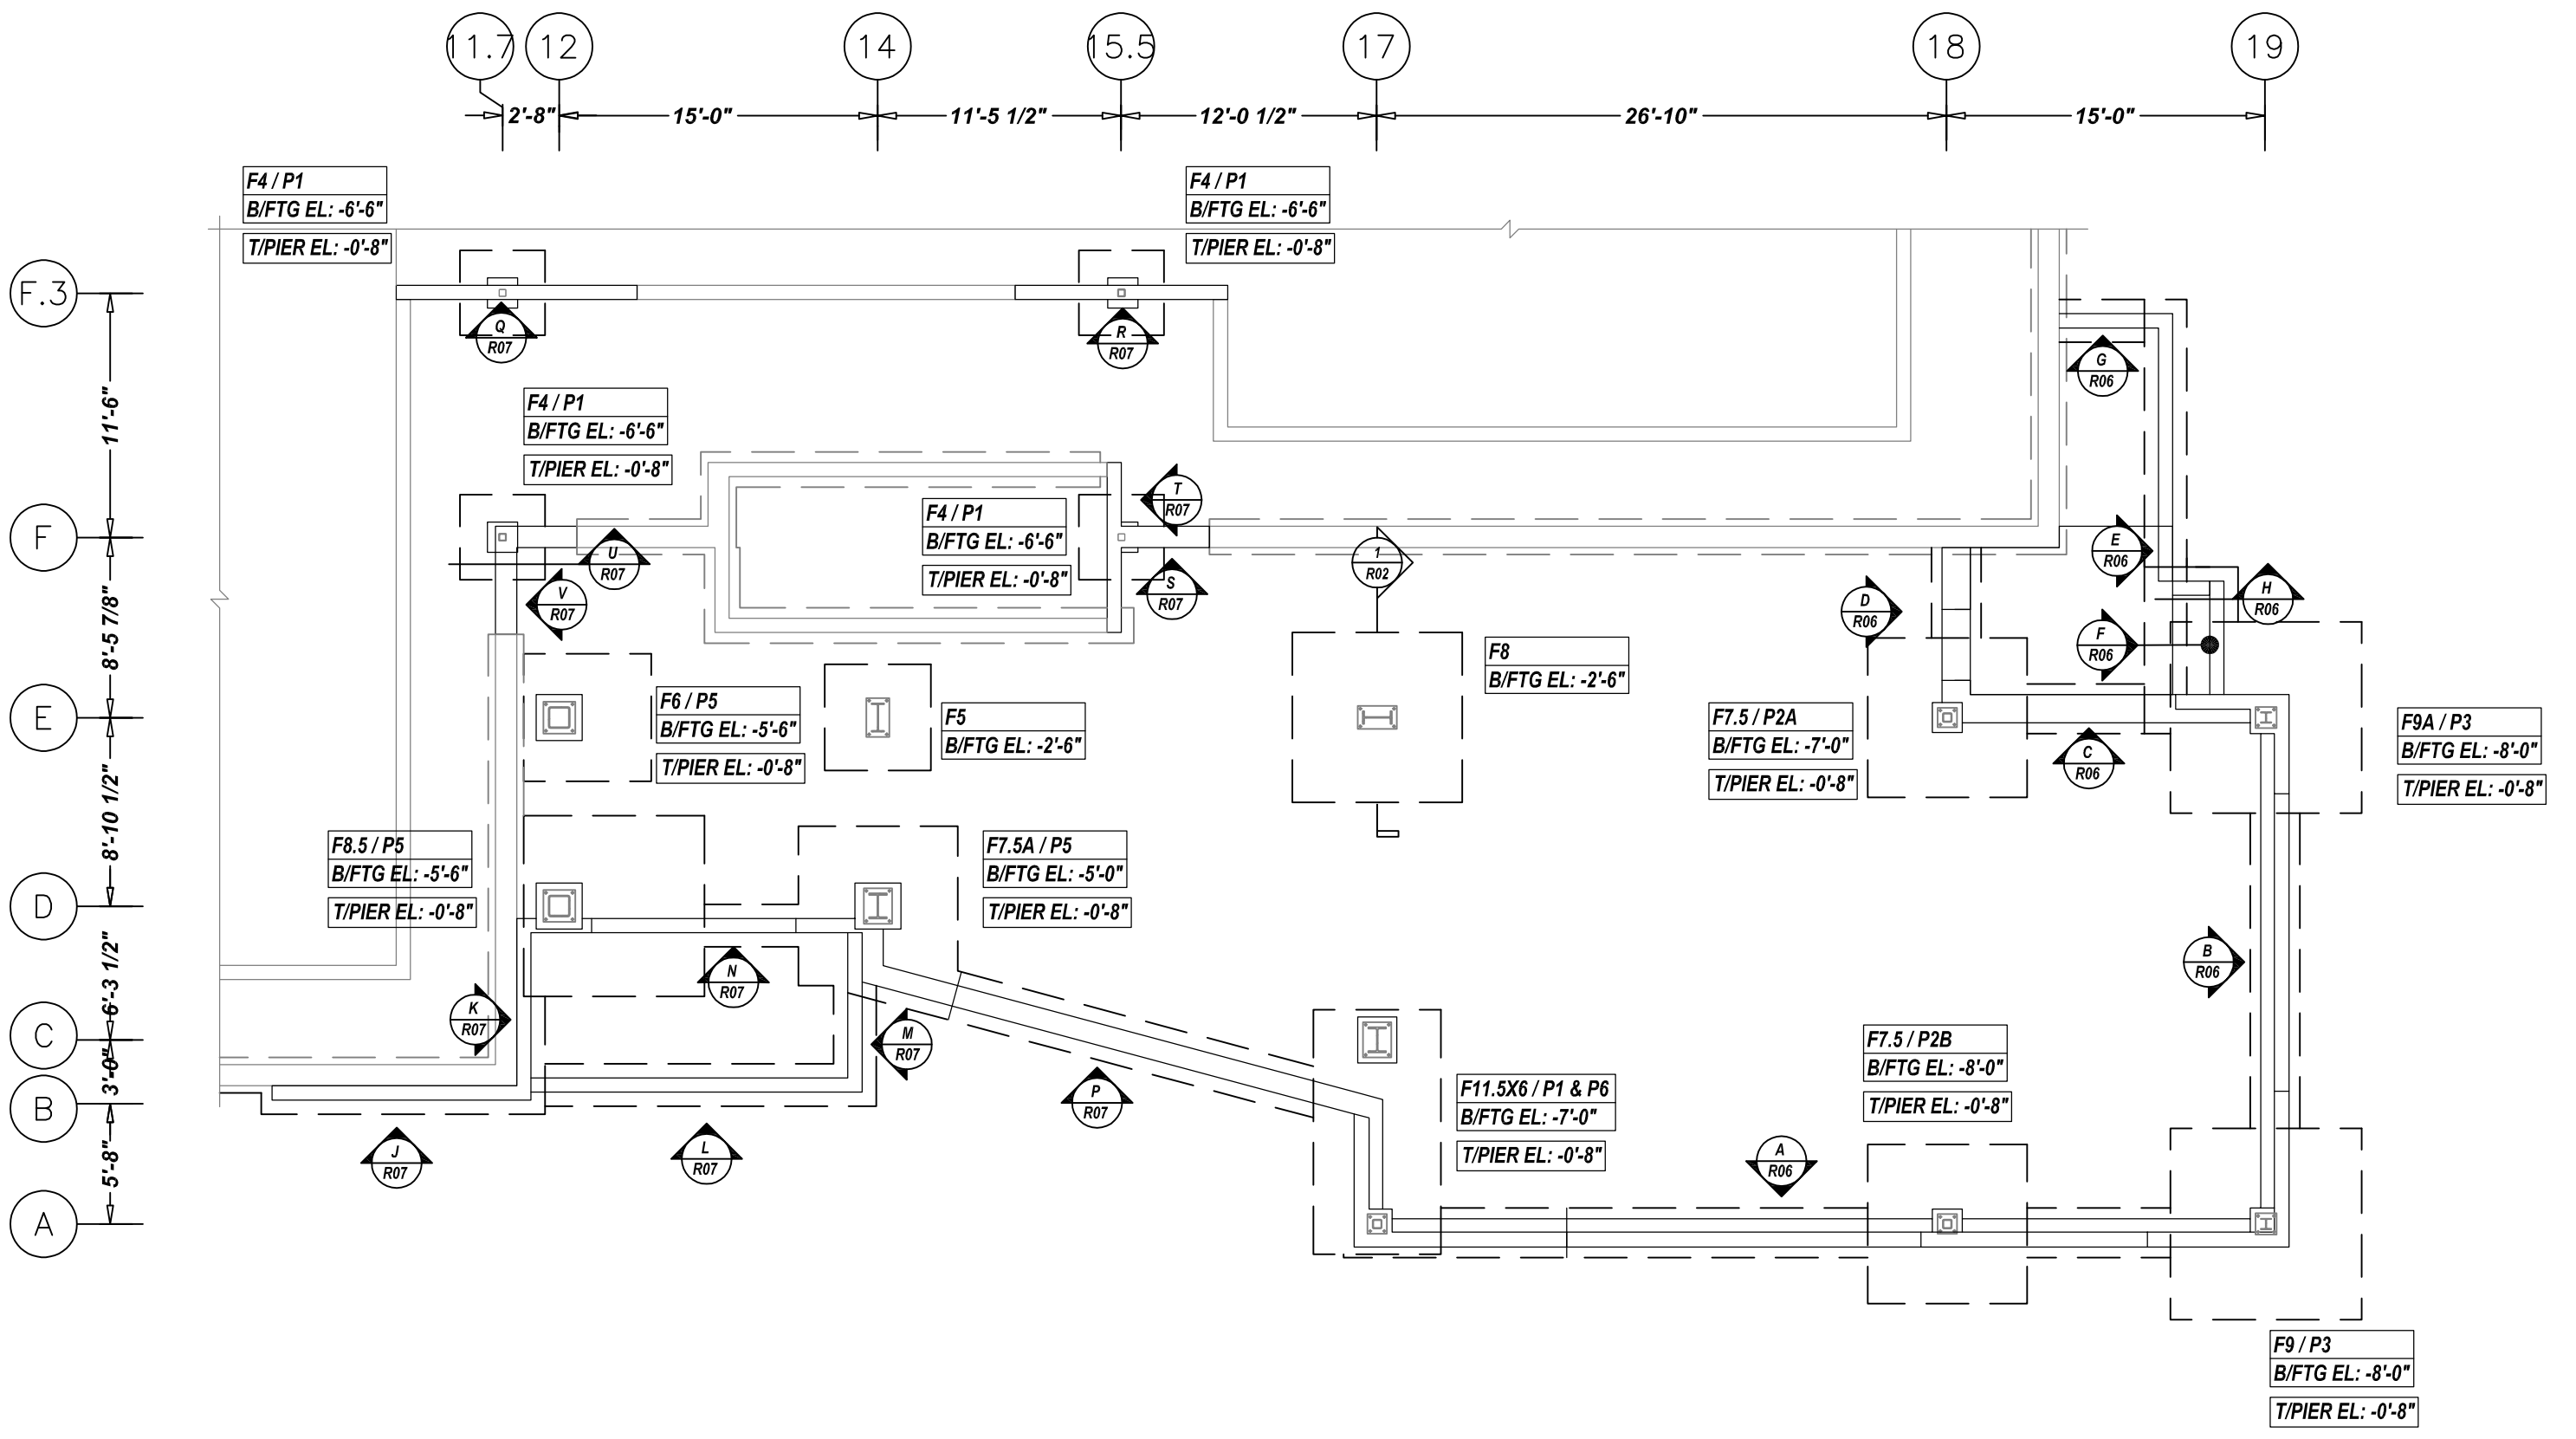 11.7 12 14 15.5 17 18 19
2'-8" 15'-0" 11'-5 1/2" 12'-0 1/2" 26'-10" 15'-0"
F4 / P1
B/FTG EL: -6'-6"
T/PIER EL: -0'-8"
F4 / P1
B/FTG EL: -6'-6"
T/PIER EL: -0'-8"
F.3
Q
R07
R
R07
G
R06
11'-6"
F4 / P1
B/FTG EL: -6'-6"
T/PIER EL: -0'-8"
F4 / P1
B/FTG EL: -6'-6"
T/PIER EL: -0'-8"
T
R07
F
U
R07
1
R02
E
R06
S
R07
V
R07
D
R06
H
R06
8'-5 7/8"
F
R06
F8
B/FTG EL: -2'-6"
E
F6 / P5
B/FTG EL: -5'-6"
T/PIER EL: -0'-8"
F5
B/FTG EL: -2'-6"
F7.5 / P2A
B/FTG EL: -7'-0"
T/PIER EL: -0'-8"
C
R06
F9A / P3
B/FTG EL: -8'-0"
T/PIER EL: -0'-8"
8'-10 1/2"
F8.5 / P5
B/FTG EL: -5'-6"
T/PIER EL: -0'-8"
F7.5A / P5
B/FTG EL: -5'-0"
T/PIER EL: -0'-8"
D
B
R06
6'-3 1/2"
N
R07
K
R07
M
R07
C
3'-0"
P
R07
F7.5 / P2B
B/FTG EL: -8'-0"
T/PIER EL: -0'-8"
F11.5X6 / P1 & P6
B/FTG EL: -7'-0"
T/PIER EL: -0'-8"
B
5'-8"
J
R07
L
R07
A
R06
A
F9 / P3
B/FTG EL: -8'-0"
T/PIER EL: -0'-8"